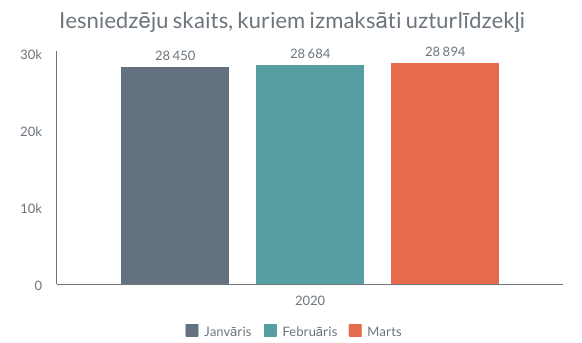 Iesniedzēju skaits, kuriem izmaksāti uzturlīdzekļi
30k
20k
10k
0
28 450
28 684
28 894
2020
Janvāris
Februāris
Marts